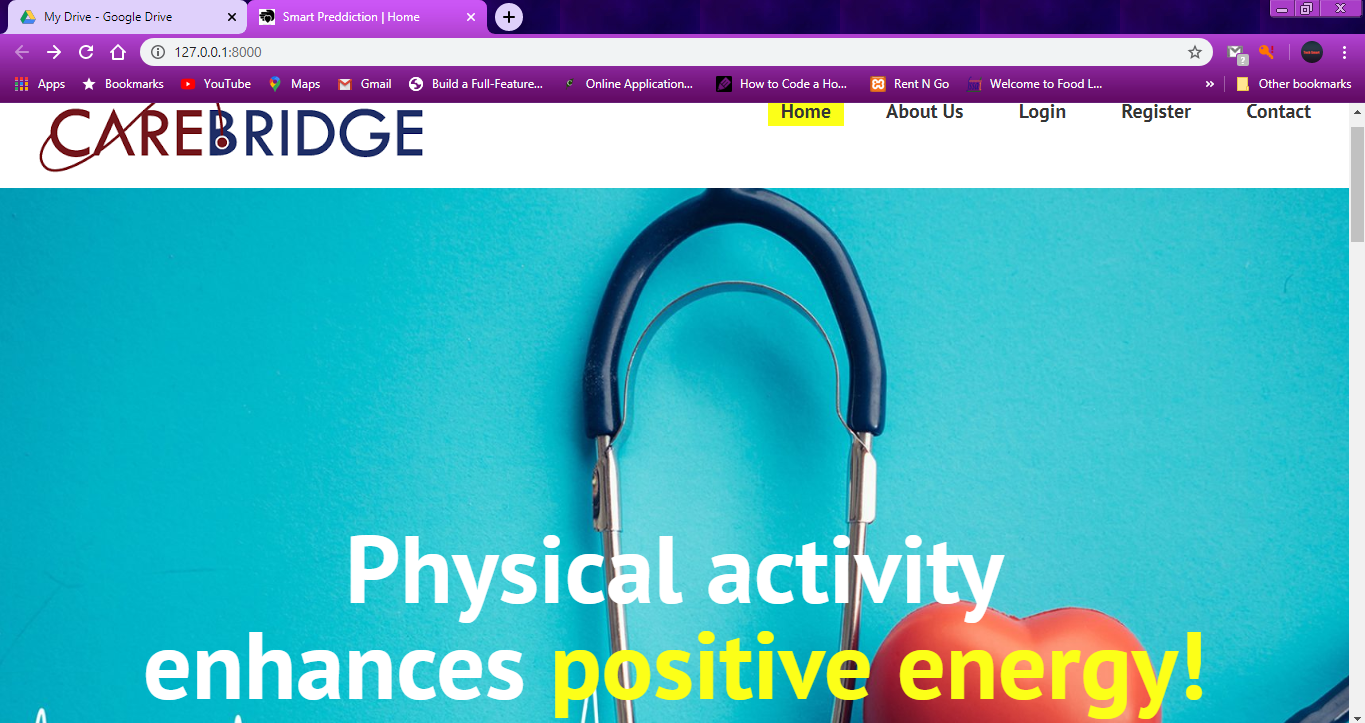 My Drive - Google Drive
Smart Preddiction | Home
127.0.0.1:8000
Apps
Bookmarks
YouTube
Maps
Gmail
Build a Full-Feature...
Online Application...
How to Code a Ho...
Rent N Go
Welcome to Food L...
»
Other bookmarks
CAREBRIDGE
Home
About Us
Login
Register
Contact
Physical activity
enhances positive energy!